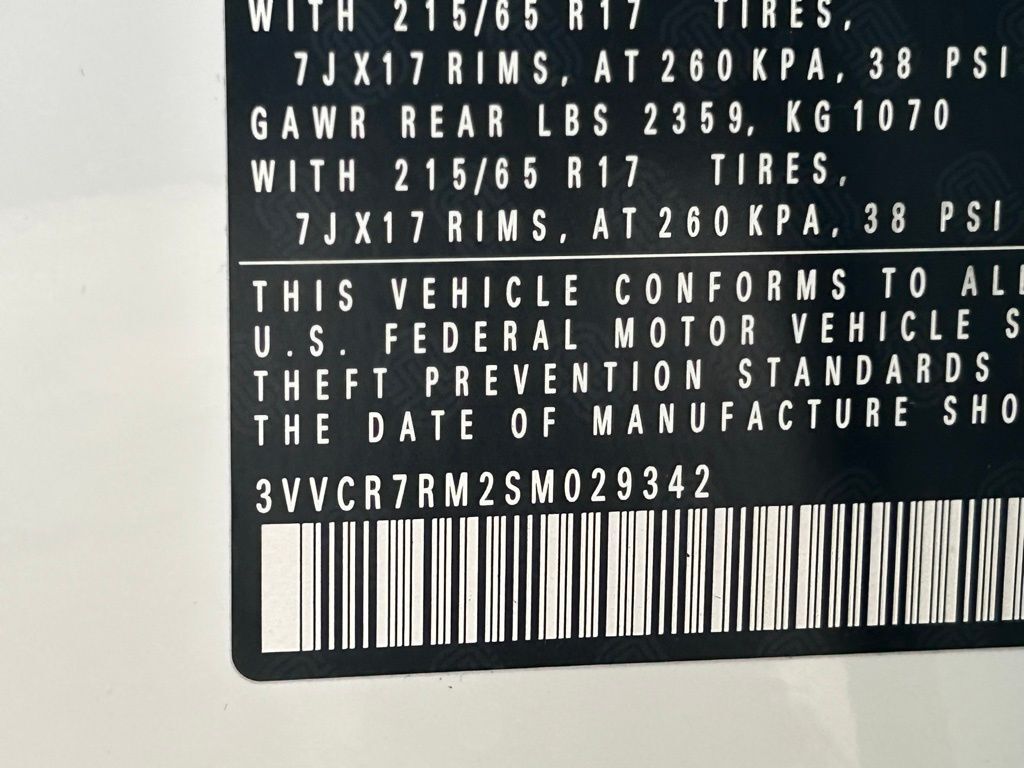 WITH 215/65 R17 TIRES,
7JX17 RIMS, AT 260 KPA, 38 PSI
GAWR REAR LBS 2359, KG 1070
WITH 215/65 R17 TIRES,
7JX17 RIMS, AT 260 KPA, 38 PSI
THIS VEHICLE CONFORMS TO ALL
U.S. FEDERAL MOTOR VEHICLE S
THEFT PREVENTION STANDARDS
THE DATE OF MANUFACTURE SHO
3VVCR7RM2SM029342